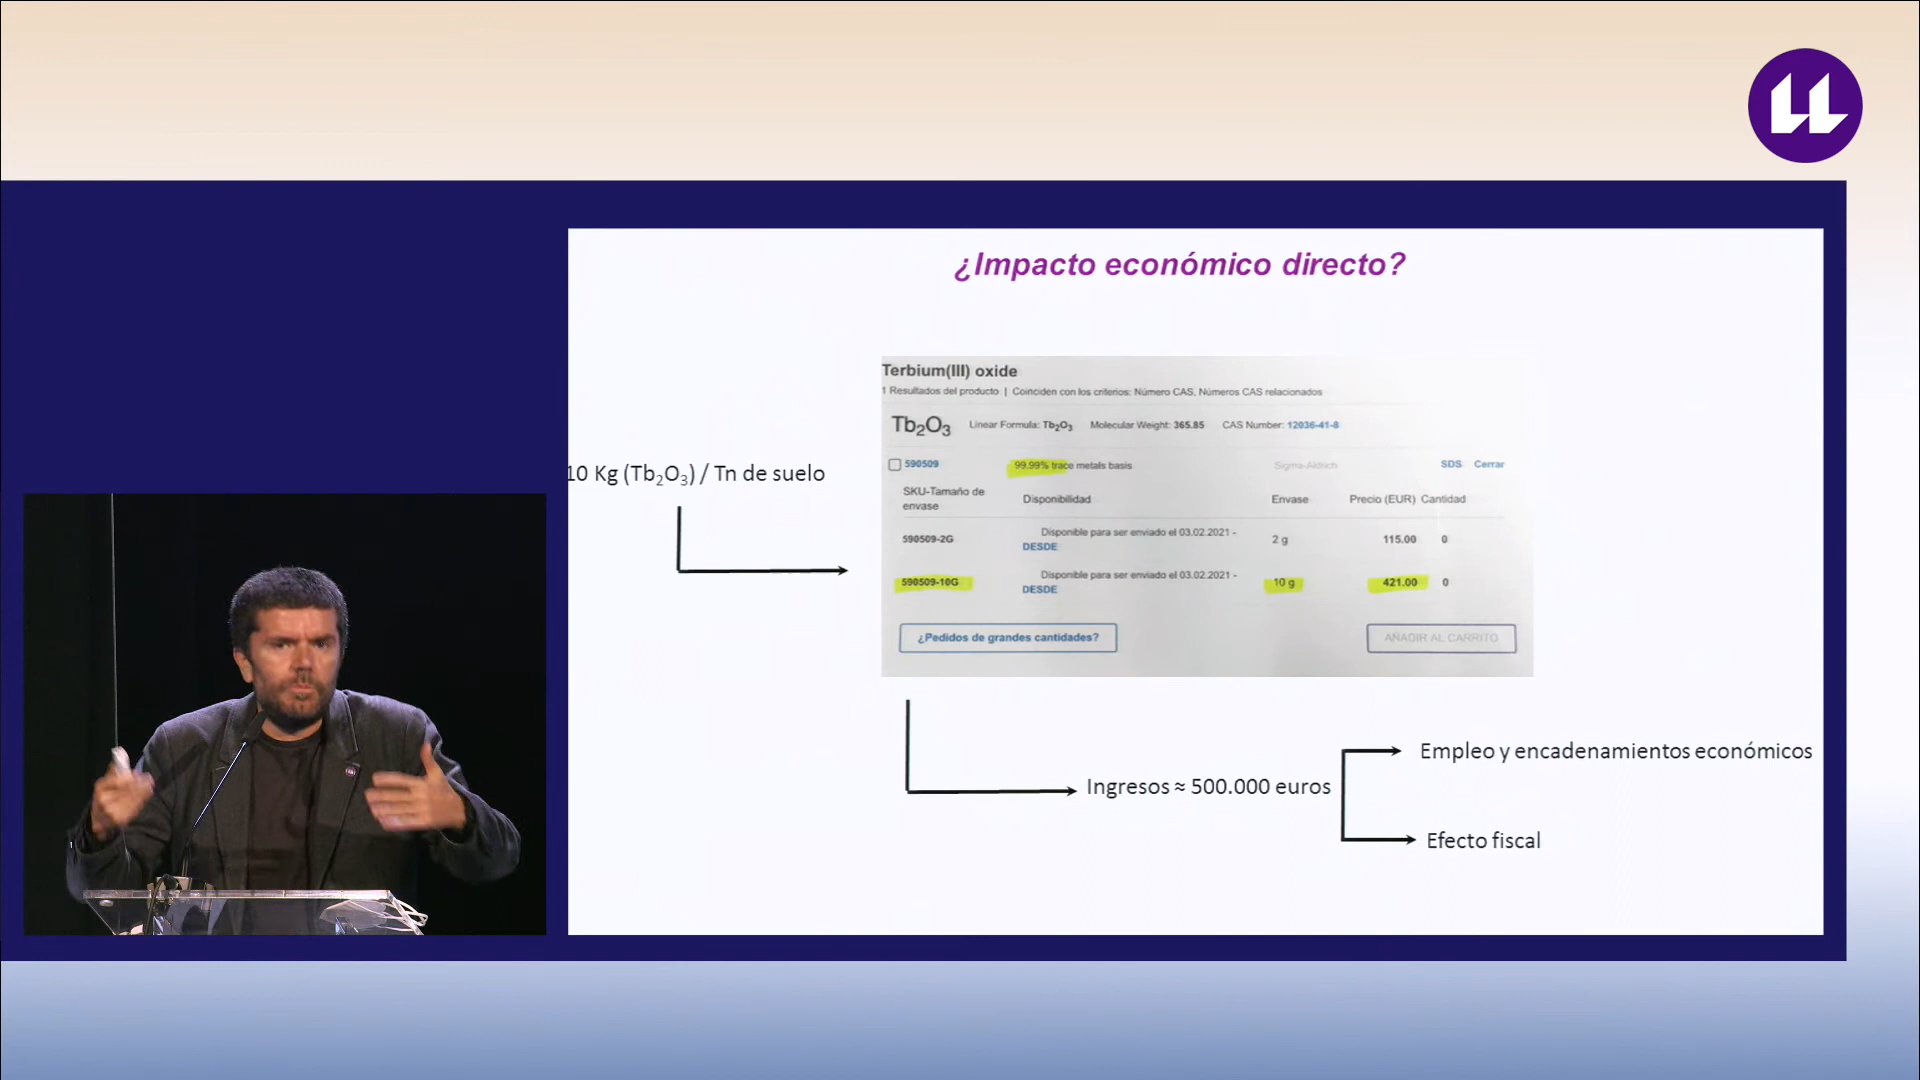 ¿Impacto económico directo?
Terbium(III) oxide
1 Resultados del producto | Coinciden con los criterios: Número CAS, Números CAS relacionados
Tb₂O₃ Linear Formula: Tb₂O₃ Molecular Weight: 365.85 CAS Number: 12036-41-8
590509 99.99% trace metals basis Sigma-Aldrich SDS Cerrar
SKU-Tamaño de envase Disponibilidad Envase Precio (EUR) Cantidad
590509-2G Disponible para ser enviado el 03.02.2021 - DESDE 2 g 115.00 0
590509-10G Disponible para ser enviado el 03.02.2021 - DESDE 10 g 421.00 0
¿Pedidos de grandes cantidades? AÑADIR AL CARRITO
10 Kg (Tb₂O₃) / Tn de suelo
Ingresos ≈ 500.000 euros
Empleo y encadenamientos económicos
Efecto fiscal